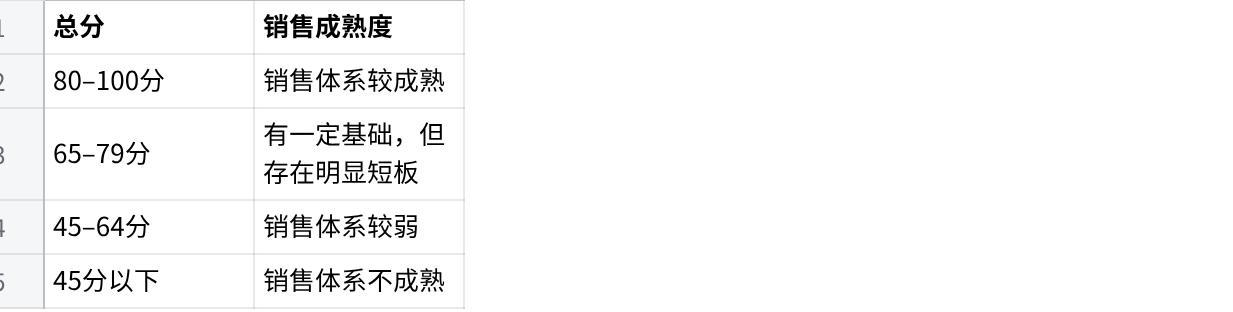 总分 销售成熟度
80–100分 销售体系较成熟
65–79分 有一定基础，但
存在明显短板
45–64分 销售体系较弱
45分以下 销售体系不成熟